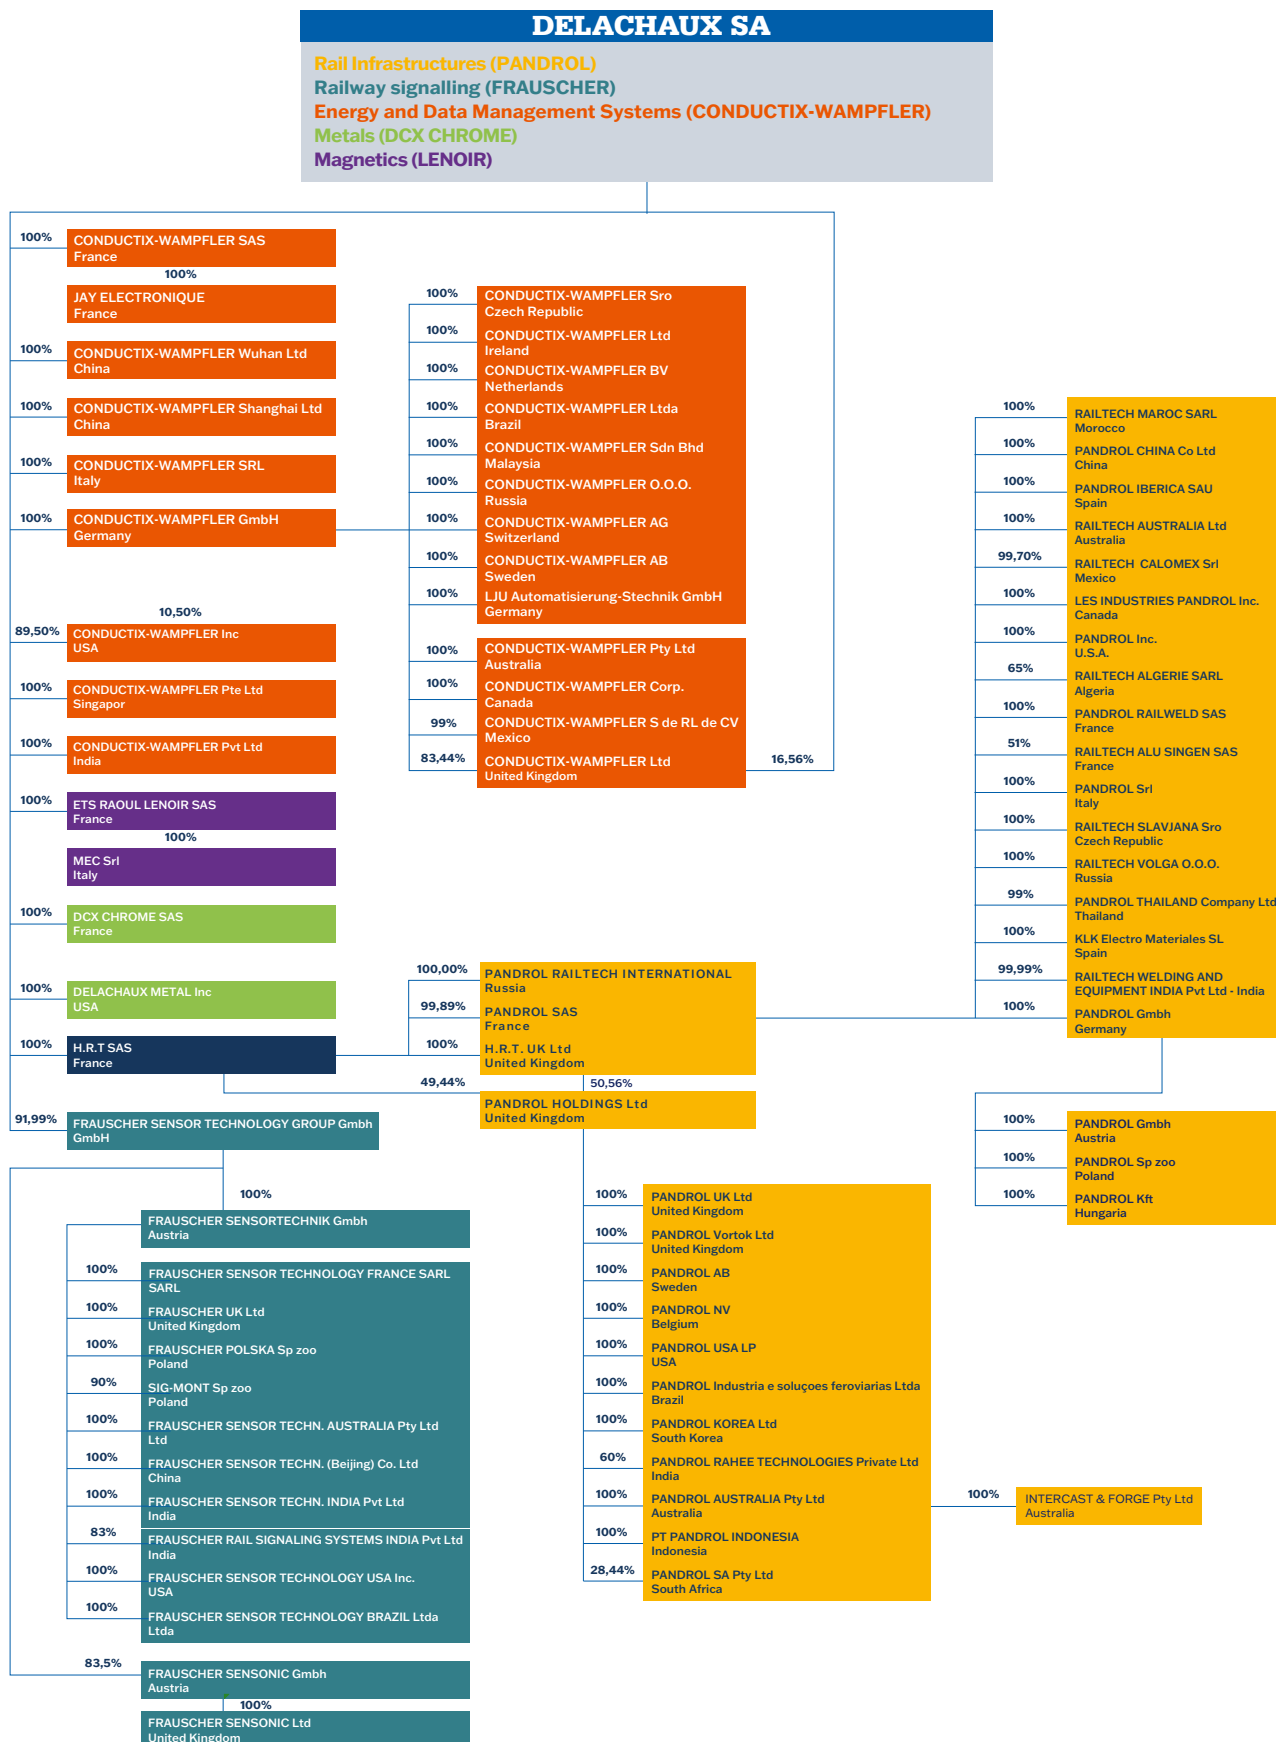 DELACHAUX SA
Rail Infrastructures (PANDROL)
Railway signalling (FRAUSCHER)
Energy and Data Management Systems (CONDUCTIX-WAMPFLER)
Metals (DCX CHROME)
Magnetics (LENOIR)
100%
CONDUCTIX-WAMPFLER SAS
France
100%
JAY ELECTRONIQUE
France
100%
CONDUCTIX-WAMPFLER Wuhan Ltd
China
100%
CONDUCTIX-WAMPFLER Shanghai Ltd
China
100%
CONDUCTIX-WAMPFLER SRL
Italy
100%
CONDUCTIX-WAMPFLER GmbH
Germany
10,50%
89,50%
CONDUCTIX-WAMPFLER Inc
USA
100%
CONDUCTIX-WAMPFLER Pte Ltd
Singapor
100%
CONDUCTIX-WAMPFLER Pvt Ltd
India
100%
ETS RAOUL LENOIR SAS
France
100%
MEC Srl
Italy
100%
DCX CHROME SAS
France
100%
DELACHAUX METAL Inc
USA
100%
H.R.T SAS
France
91,99%
FRAUSCHER SENSOR TECHNOLOGY GROUP Gmbh
GmbH
100%
CONDUCTIX-WAMPFLER Sro
Czech Republic
100%
CONDUCTIX-WAMPFLER Ltd
Ireland
100%
CONDUCTIX-WAMPFLER BV
Netherlands
100%
CONDUCTIX-WAMPFLER Ltda
Brazil
100%
CONDUCTIX-WAMPFLER Sdn Bhd
Malaysia
100%
CONDUCTIX-WAMPFLER O.O.O.
Russia
100%
CONDUCTIX-WAMPFLER AG
Switzerland
100%
CONDUCTIX-WAMPFLER AB
Sweden
100%
LJU Automatisierung-Stechnik GmbH
Germany
100%
CONDUCTIX-WAMPFLER Pty Ltd
Australia
100%
CONDUCTIX-WAMPFLER Corp.
Canada
99%
CONDUCTIX-WAMPFLER S de RL de CV
Mexico
83,44%
CONDUCTIX-WAMPFLER Ltd
United Kingdom
16,56%
100,00%
PANDROL RAILTECH INTERNATIONAL
Russia
99,89%
PANDROL SAS
France
100%
H.R.T. UK Ltd
United Kingdom
49,44%
50,56%
PANDROL HOLDINGS Ltd
United Kingdom
100%
RAILTECH MAROC SARL
Morocco
100%
PANDROL CHINA Co Ltd
China
100%
PANDROL IBERICA SAU
Spain
100%
RAILTECH AUSTRALIA Ltd
Australia
99,70%
RAILTECH CALOMEX Srl
Mexico
100%
LES INDUSTRIES PANDROL Inc.
Canada
100%
PANDROL Inc.
U.S.A.
65%
RAILTECH ALGERIE SARL
Algeria
100%
PANDROL RAILWELD SAS
France
51%
RAILTECH ALU SINGEN SAS
France
100%
PANDROL Srl
Italy
100%
RAILTECH SLAVJANA Sro
Czech Republic
100%
RAILTECH VOLGA O.O.O.
Russia
99%
PANDROL THAILAND Company Ltd
Thailand
100%
KLK Electro Materiales SL
Spain
99,99%
RAILTECH WELDING AND
EQUIPMENT INDIA Pvt Ltd - India
100%
PANDROL Gmbh
Germany
100%
PANDROL Gmbh
Austria
100%
PANDROL Sp zoo
Poland
100%
PANDROL Kft
Hungaria
100%
FRAUSCHER SENSORTECHNIK Gmbh
Austria
100%
FRAUSCHER SENSOR TECHNOLOGY FRANCE SARL
SARL
100%
FRAUSCHER UK Ltd
United Kingdom
100%
FRAUSCHER POLSKA Sp zoo
Poland
90%
SIG-MONT Sp zoo
Poland
100%
FRAUSCHER SENSOR TECHN. AUSTRALIA Pty Ltd
Ltd
100%
FRAUSCHER SENSOR TECHN. (Beijing) Co. Ltd
China
100%
FRAUSCHER SENSOR TECHN. INDIA Pvt Ltd
India
83%
FRAUSCHER RAIL SIGNALING SYSTEMS INDIA Pvt Ltd
India
100%
FRAUSCHER SENSOR TECHNOLOGY USA Inc.
USA
100%
FRAUSCHER SENSOR TECHNOLOGY BRAZIL Ltda
Ltda
83,5%
FRAUSCHER SENSONIC Gmbh
Austria
100%
FRAUSCHER SENSONIC Ltd
United Kingdom
100%
PANDROL UK Ltd
United Kingdom
100%
PANDROL Vortok Ltd
United Kingdom
100%
PANDROL AB
Sweden
100%
PANDROL NV
Belgium
100%
PANDROL USA LP
USA
100%
PANDROL Industria e soluçoes feroviarias Ltda
Brazil
100%
PANDROL KOREA Ltd
South Korea
60%
PANDROL RAHEE TECHNOLOGIES Private Ltd
India
100%
PANDROL AUSTRALIA Pty Ltd
Australia
100%
PT PANDROL INDONESIA
Indonesia
28,44%
PANDROL SA Pty Ltd
South Africa
100%
INTERCAST & FORGE Pty Ltd
Australia